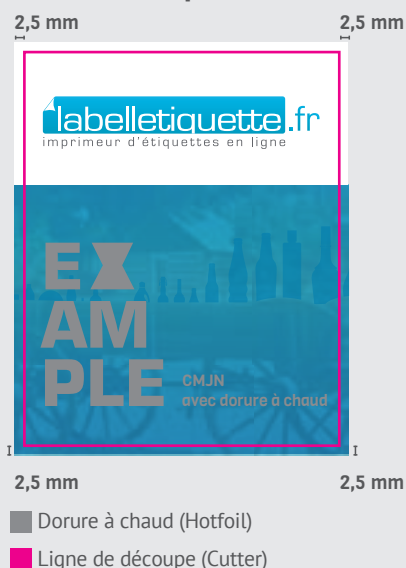 2,5 mm 2,5 mm
labelletiquette.fr
imprimeur d'étiquettes en ligne
EX
AM
PLE
CMJN
avec dorure à chaud
2,5 mm 2,5 mm
Dorure à chaud (Hotfoil)
Ligne de découpe (Cutter)